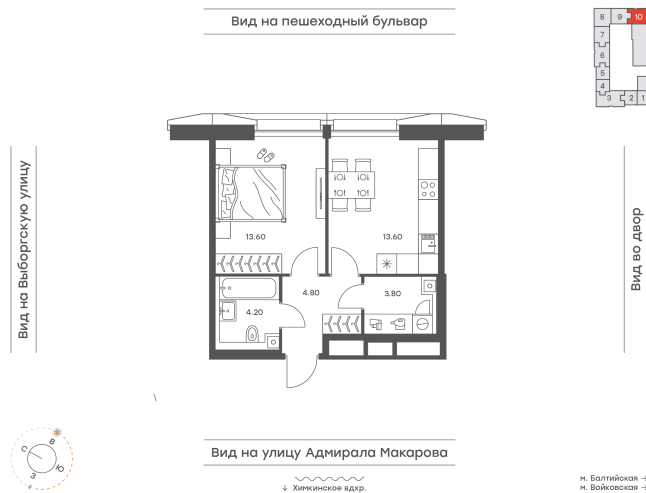 Вид на пешеходный бульвар
8 9 10
7
6
5
4
3 2 1
Вид на Выборгскую улицу
Вид во двор
13.60
13.60
4.80
3.80
4.20
С В
З Ю
Вид на улицу Адмирала Макарова
↓ Химкинское вдхр.
м. Балтийская →
м. Войковская →